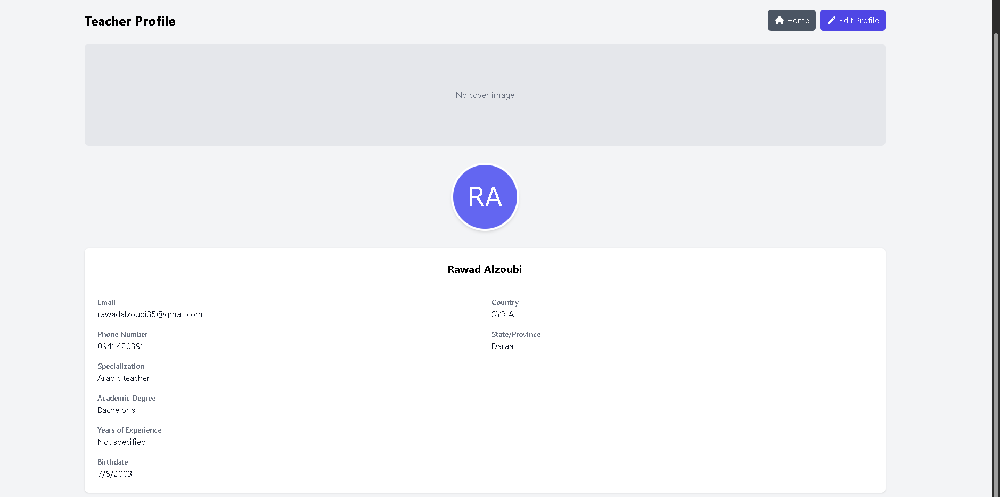 Teacher Profile
Home
Edit Profile
No cover image
RA
Rawad Alzoubi
Email
rawadalzoubi35@gmail.com
Phone Number
0941420391
Specialization
Arabic teacher
Academic Degree
Bachelor's
Years of Experience
Not specified
Birthdate
7/6/2003
Country
SYRIA
State/Province
Daraa